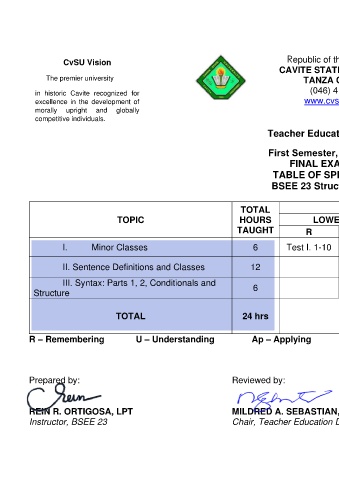 CvSU Vision
The premier university
in historic Cavite recognized for
excellence in the development of
morally upright and globally
competitive individuals.
Republic of th
CAVITE STAT
TANZA C
(046) 4
www.cvs
Teacher Educat
First Semester,
FINAL EXA
TABLE OF SPE
BSEE 23 Struc
TOPIC
TOTAL
HOURS
TAUGHT
LOWE
R
I. Minor Classes 6 Test I. 1-10
II. Sentence Definitions and Classes 12
III. Syntax: Parts 1, 2, Conditionals and
Structure 6
TOTAL 24 hrs
R – Remembering U – Understanding Ap – Applying
Prepared by: Reviewed by:
REIN R. ORTIGOSA, LPT MILDRED A. SEBASTIAN,
Instructor, BSEE 23 Chair, Teacher Education D